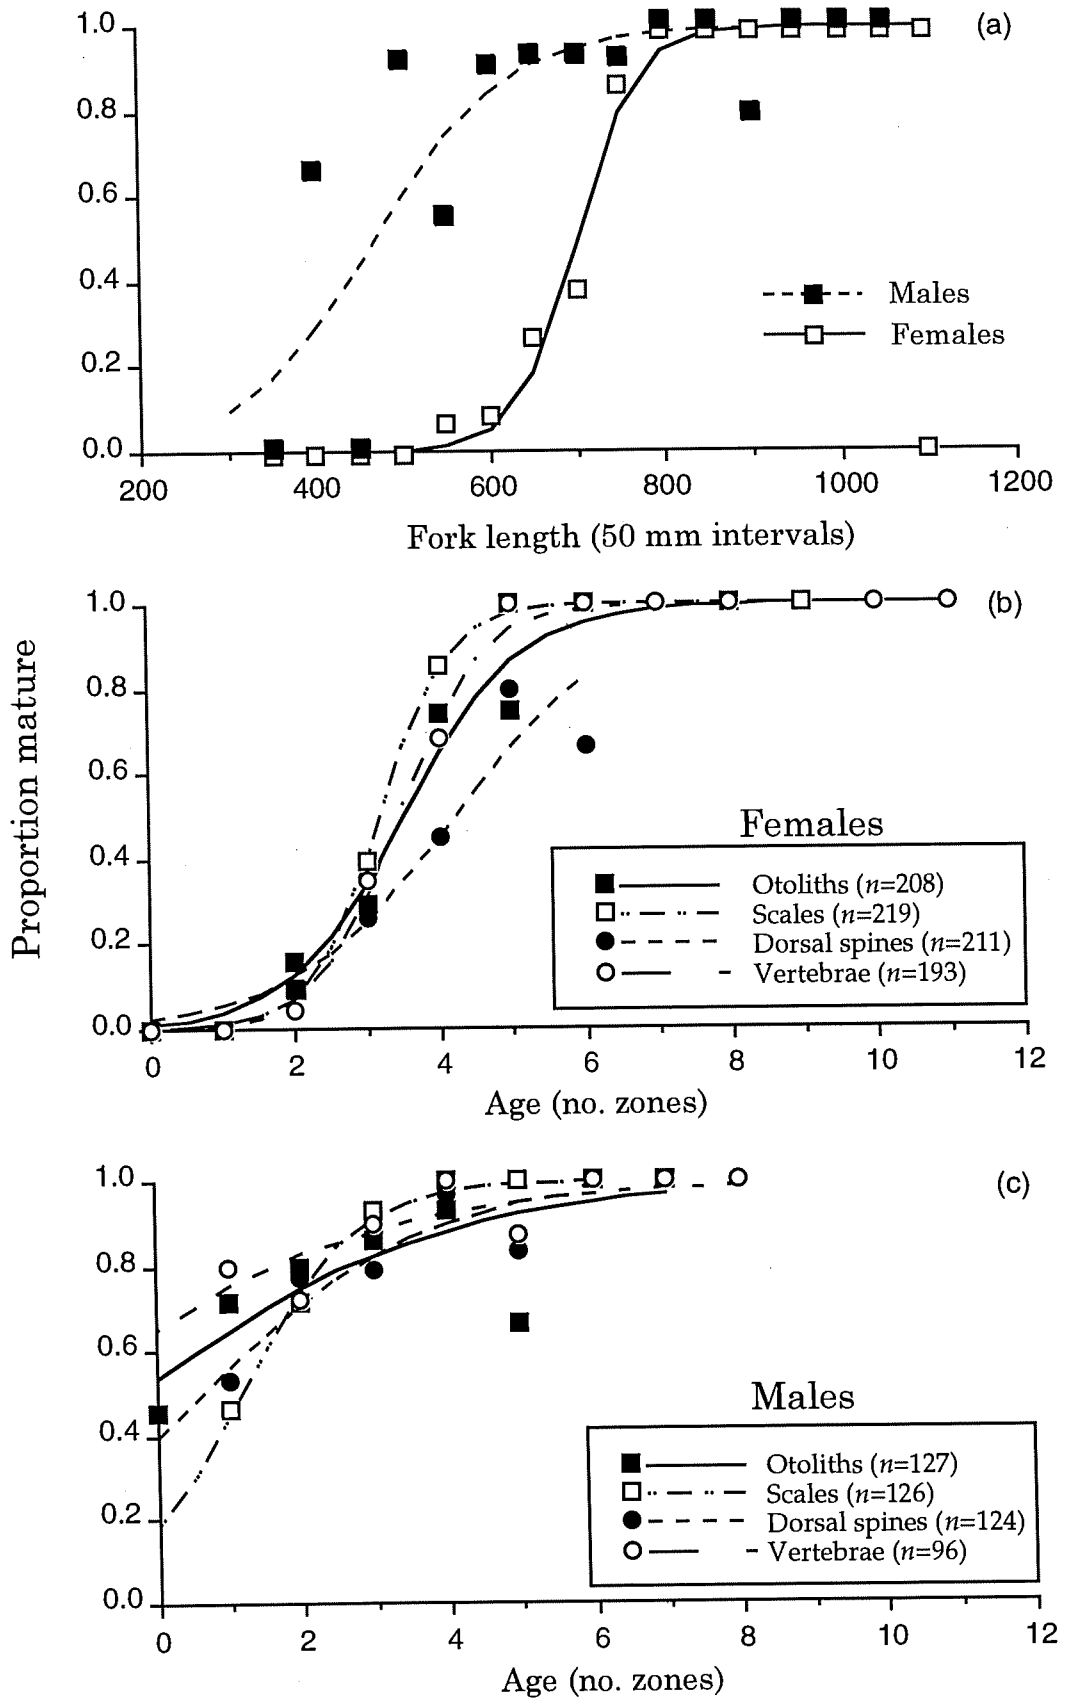 (a)
1.0
0.8
0.6
0.4
0.2
0.0
Males
Females
200 400 600 800 1000 1200
Fork length (50 mm intervals)
Proportion mature
(b)
1.0
0.8
0.6
0.4
0.2
0.0
Females
Otoliths (n=208)
Scales (n=219)
Dorsal spines (n=211)
Vertebrae (n=193)
0 2 4 6 8 10 12
Age (no. zones)
(c)
1.0
0.8
0.6
0.4
0.2
0.0
Males
Otoliths (n=127)
Scales (n=126)
Dorsal spines (n=124)
Vertebrae (n=96)
0 2 4 6 8 10 12
Age (no. zones)